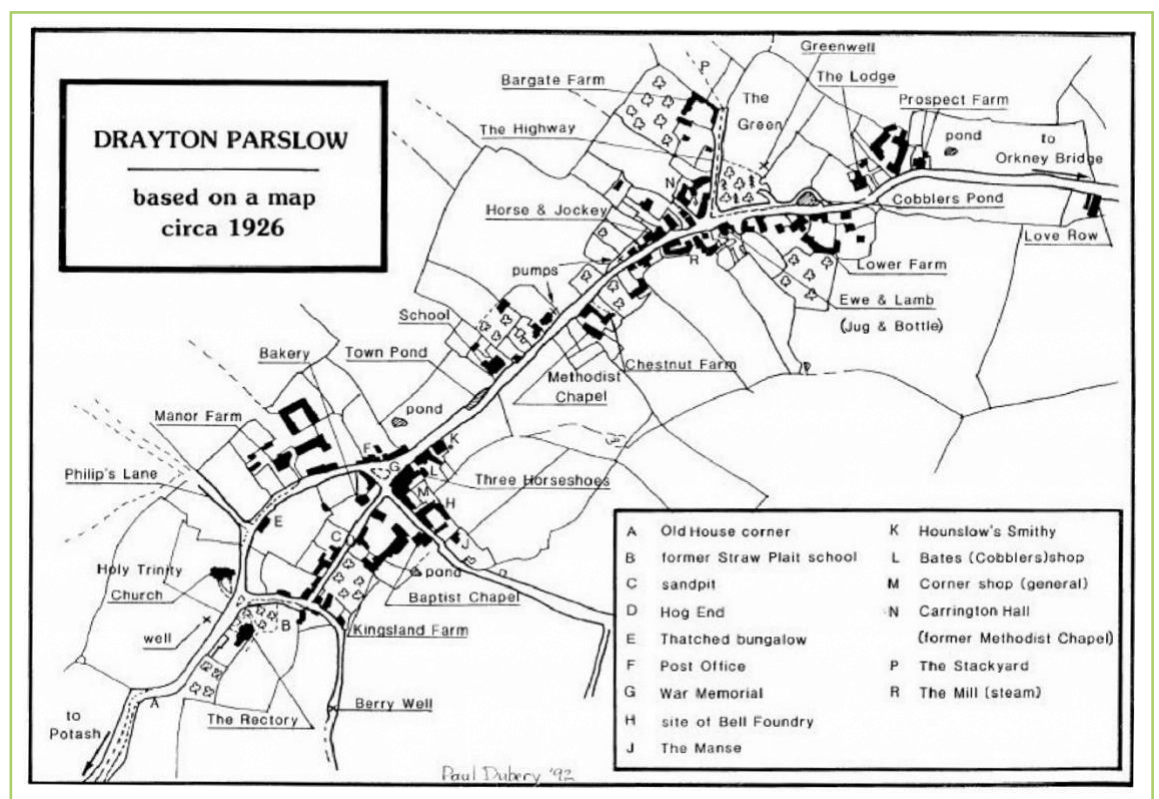 DRAYTON PARSLOW
based on a map
circa 1926
Greenwell
The Lodge
Bargate Farm
P
The
Green
Prospect Farm
pond
to
Orkney Bridge
The Highway
N
Horse & Jockey
Cobblers Pond
Love Row
pumps
R
Lower Farm
School
Ewe & Lamb
(Jug & Bottle)
Bakery
Town Pond
Chestnut Farm
Methodist
Chapel
Manor Farm
pond
F
K
G
L
Philip's Lane
Three Horseshoes
M
H
E
C
J
Holy Trinity
Church
pond
Baptist Chapel
D
B
well
Kingsland Farm
A
Berry Well
The Rectory
to
Potash
A Old House corner
B former Straw Plait school
C sandpit
D Hog End
E Thatched bungalow
F Post Office
G War Memorial
H site of Bell Foundry
J The Manse
K Hounslow's Smithy
L Bates (Cobblers)shop
M Corner shop (general)
N Carrington Hall
(former Methodist Chapel)
P The Stackyard
R The Mill (steam)
Paul Dubery '92